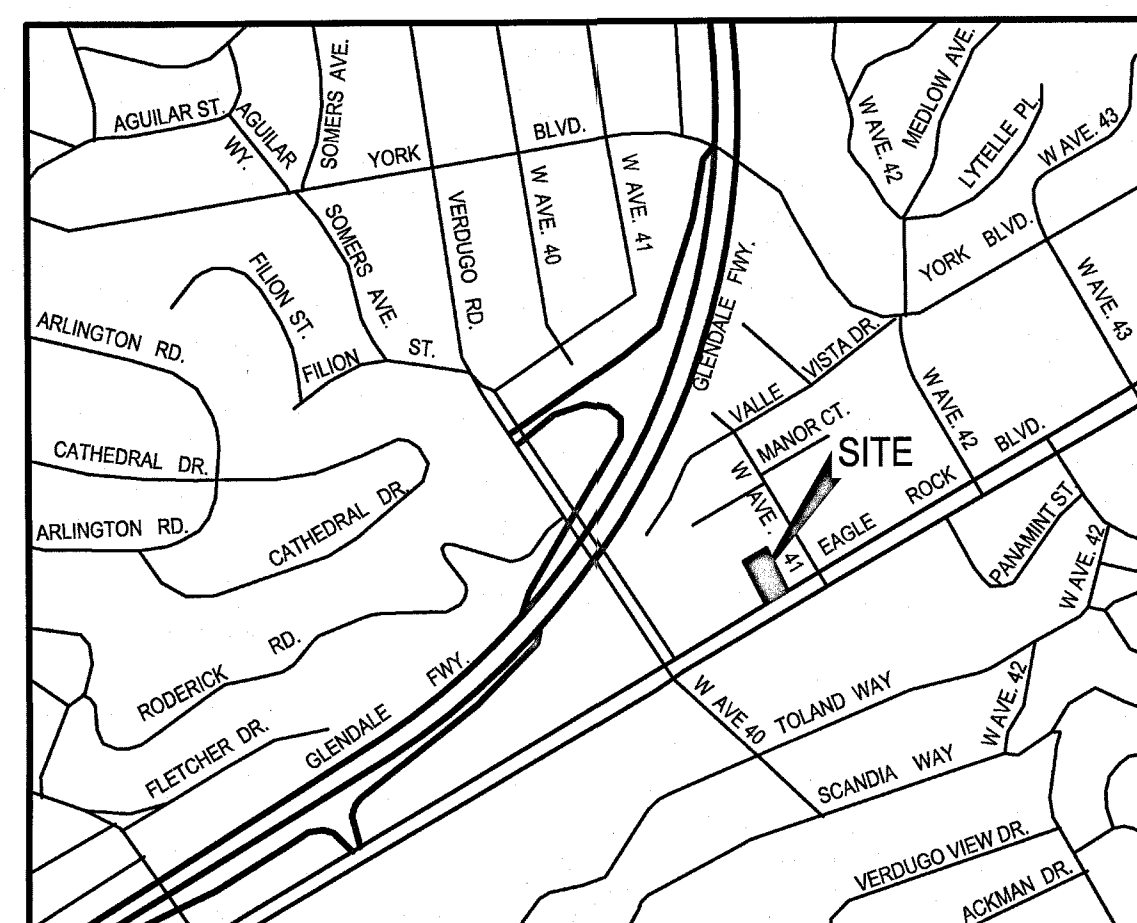 AGUILAR ST.
AGUILAR
WY.
SOMERS AVE.
YORK
BLVD.
W AVE. 40
W AVE. 41
VERDUGO RD.
SOMERS AVE.
W AVE. 42
MEDLOW AVE.
LYTELLE PL.
W AVE. 43
YORK BLVD.
W AVE. 43
FILION ST.
FILION
ST.
ARLINGTON RD.
GLENDALE FWY.
VALLE VISTA DR.
MANOR CT.
W AVE. 42
SITE
EAGLE ROCK BLVD.
W AVE. 41
CATHEDRAL DR.
ARLINGTON RD.
CATHEDRAL DR.
PANAMINT ST.
W AVE. 42
RODERICK RD.
FLETCHER DR.
GLENDALE FWY.
W AVE 40
TOLAND WAY
W AVE. 42
SCANDIA WAY
VERDUGO VIEW DR.
ACKMAN DR.